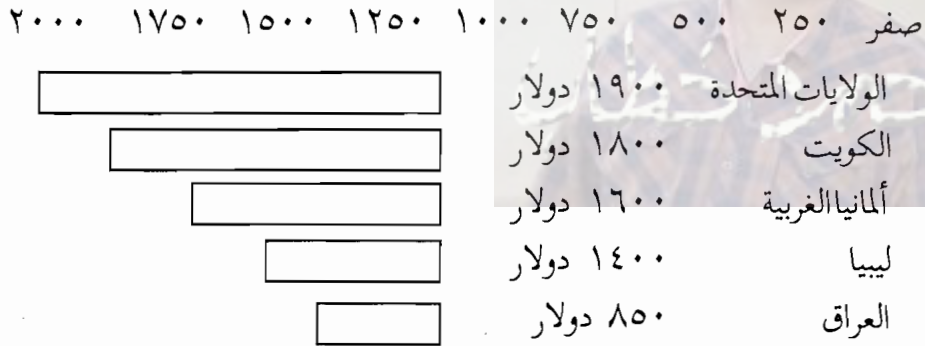 صفر ٢٥٠ ٥٠٠ ٧٥٠ ١٠٠٠ ١٢٥٠ ١٥٠٠ ١٧٥٠ ٢٠٠٠
الولايات المتحدة ١٩٠٠ دولار
الكويت ١٨٠٠ دولار
ألمانيا الغربية ١٦٠٠ دولار
ليبيا ١٤٠٠ دولار
العراق ٨٥٠ دولار